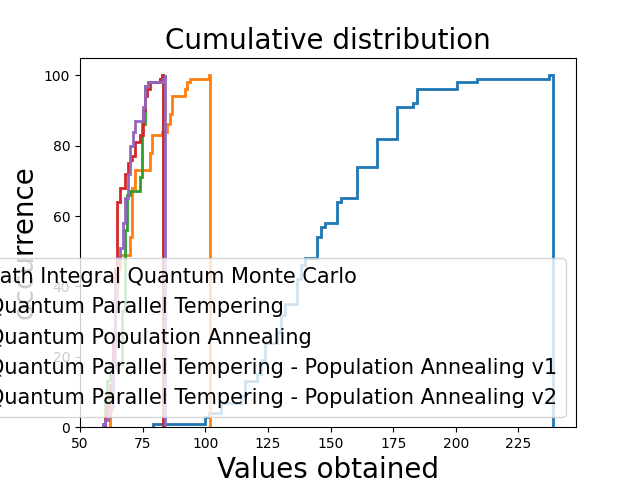 Cumulative distribution
100
80
60
40
20
0
occurrence
ath Integral Quantum Monte Carlo
Quantum Parallel Tempering
Quantum Population Annealing
Quantum Parallel Tempering - Population Annealing v1
Quantum Parallel Tempering - Population Annealing v2
50 75 100 125 150 175 200 225
Values obtained